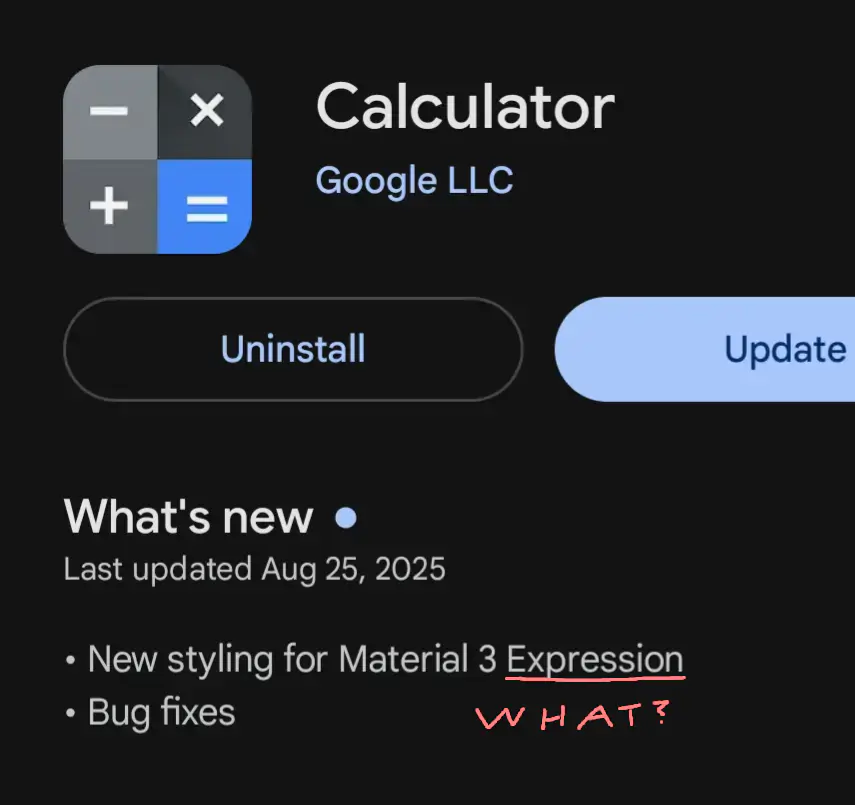 Calculator
Google LLC
Uninstall
Update
What's new
Last updated Aug 25, 2025
• New styling for Material 3 Expression
• Bug fixes
WHAT?